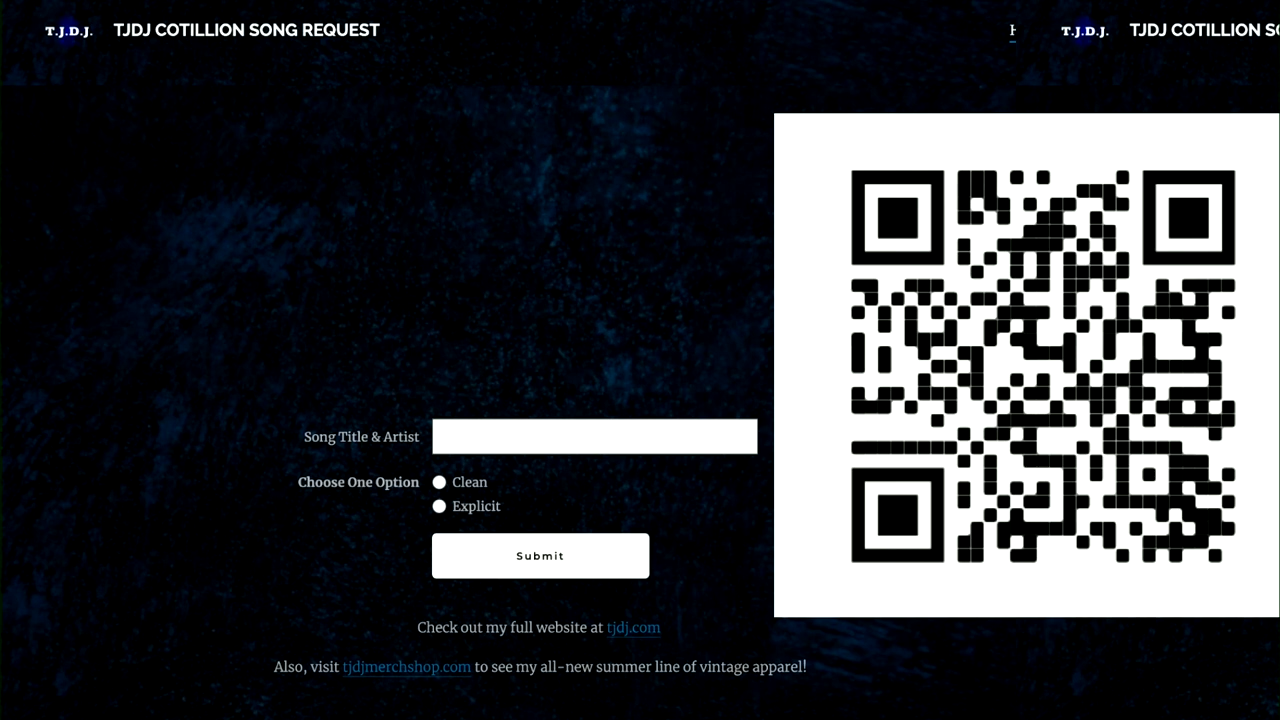 T.J.D.J. TJDJ COTILLION SONG REQUEST
T.J.D.J. TJDJ COTILLION
Song Title & Artist
Choose One Option
Clean
Explicit
Submit
Check out my full website at tjdj.com
Also, visit tjdjmerchshop.com to see my all-new summer line of vintage apparel!